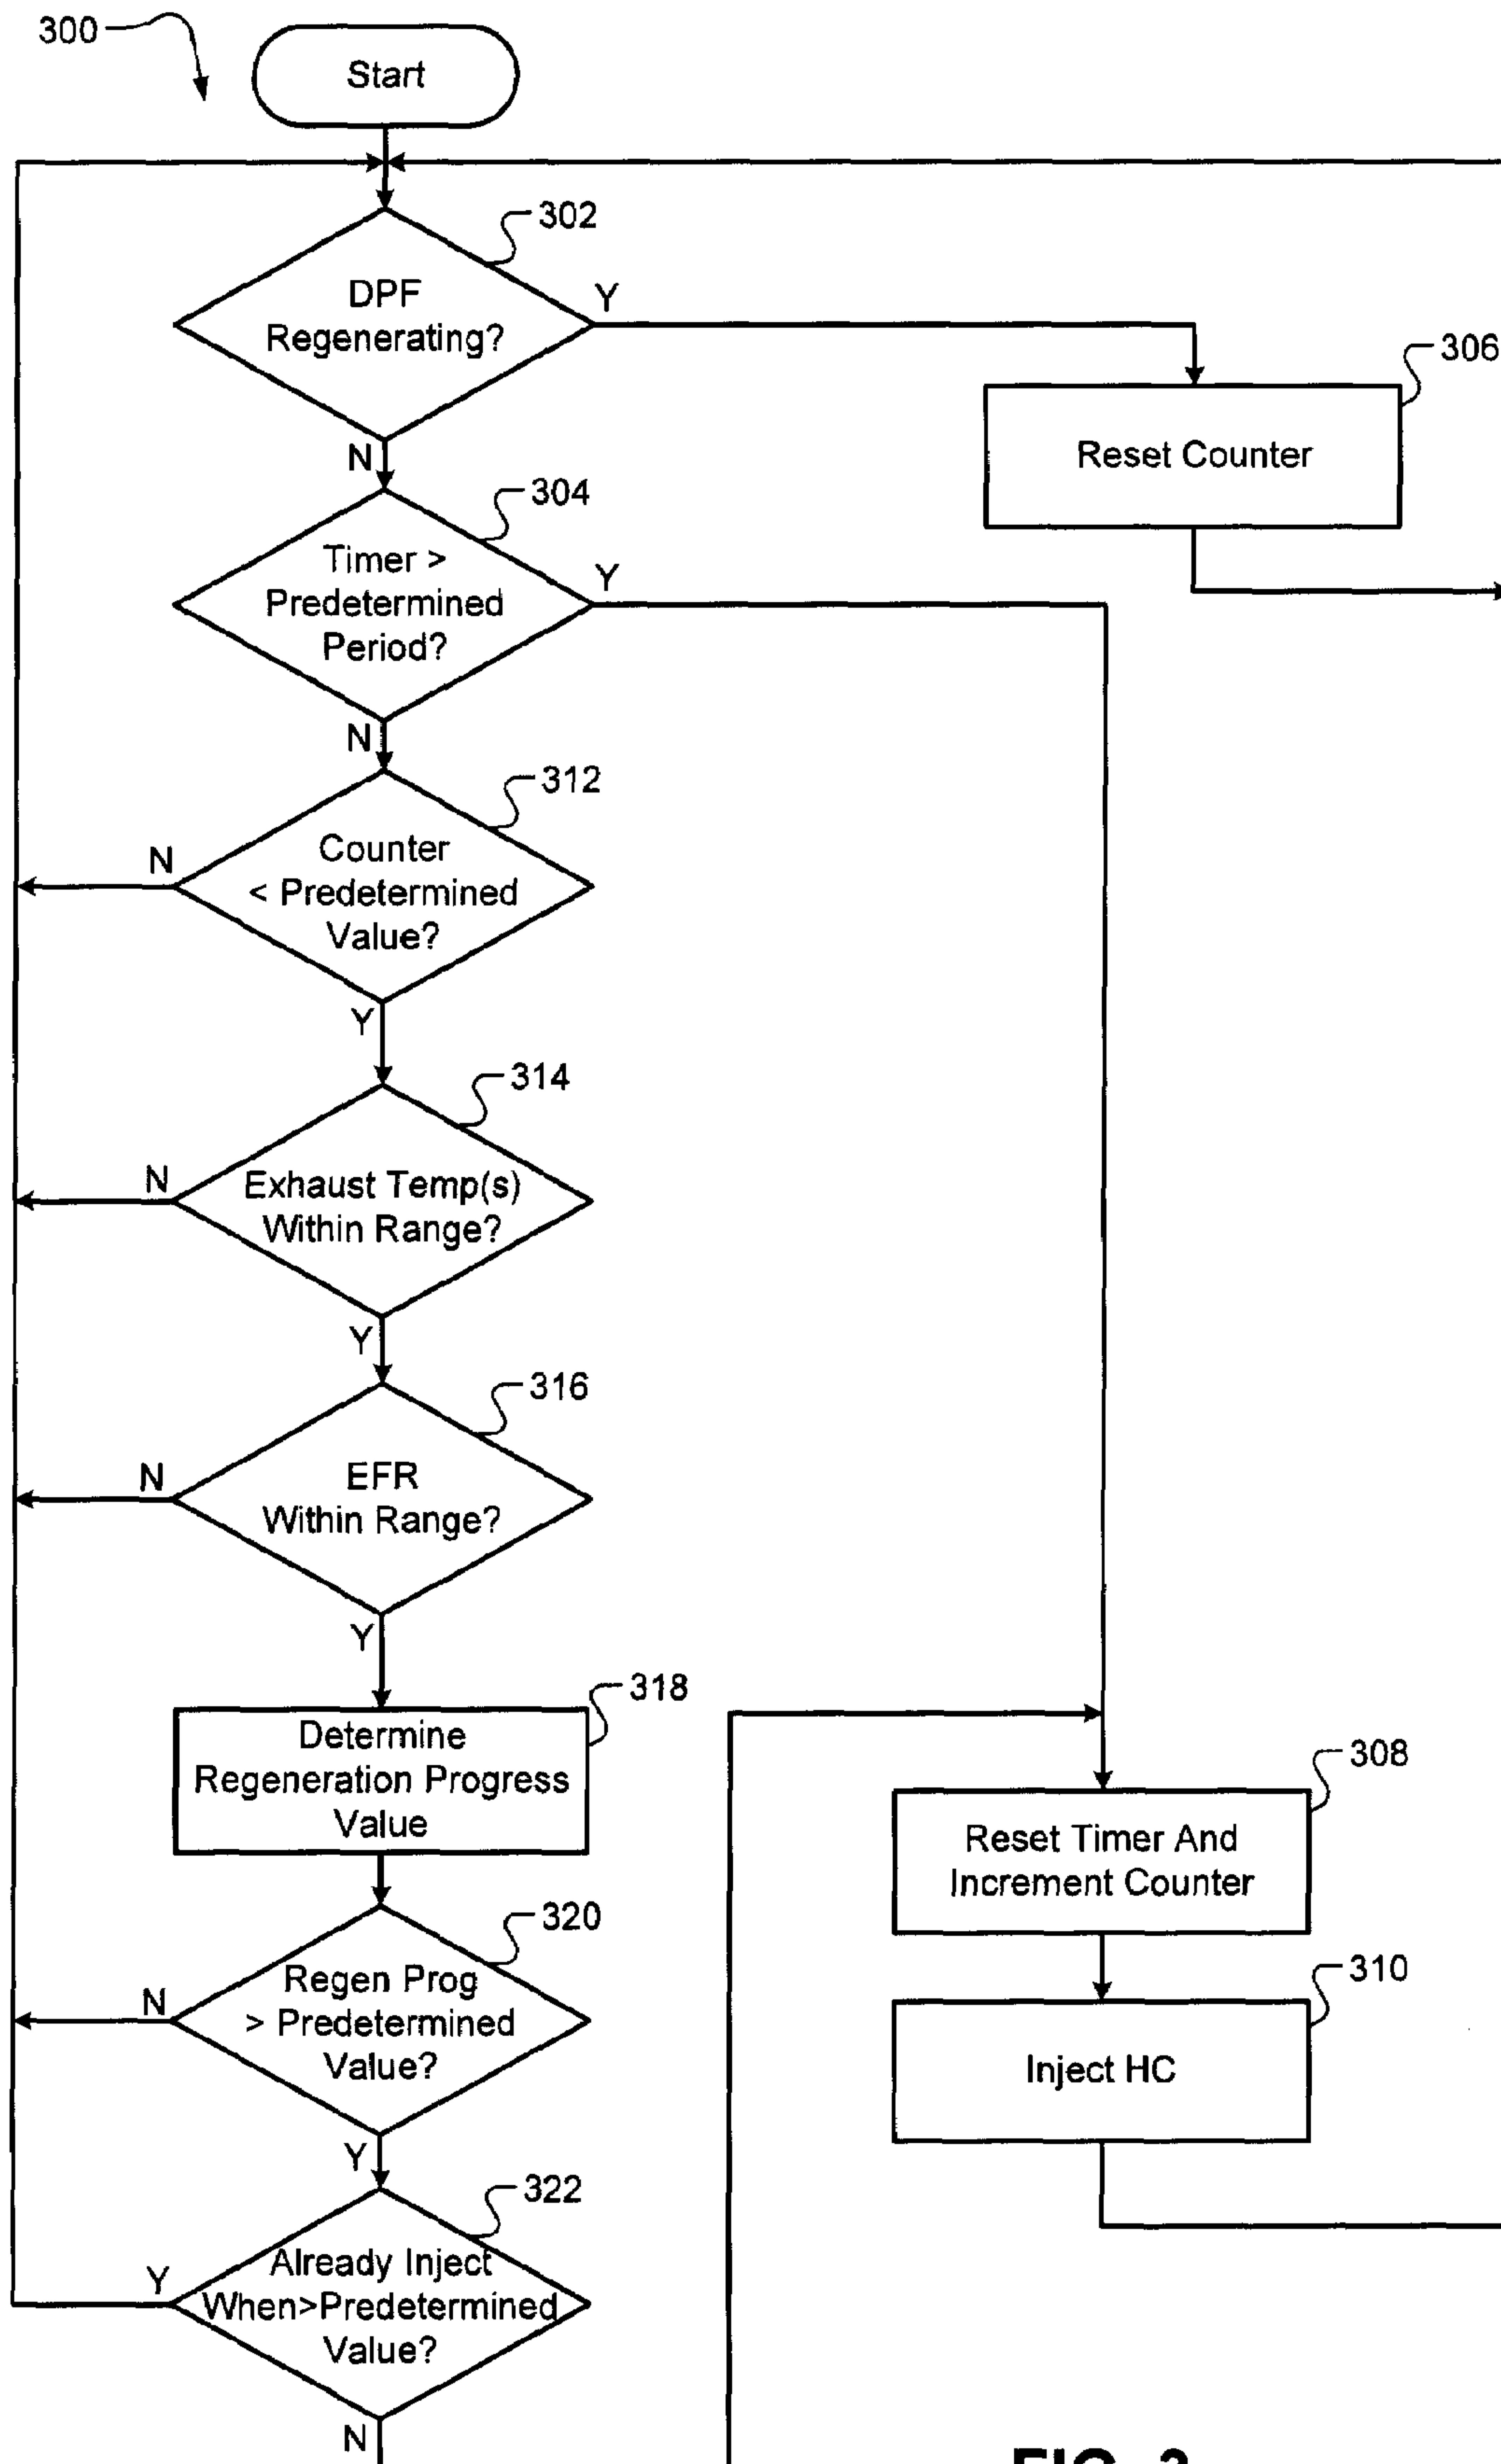 300
Start
302
DPF
Regenerating?
Y
N
306
Reset Counter
304
Timer >
Predetermined
Period?
Y
N
312
Counter
< Predetermined
Value?
N
Y
314
Exhaust Temp(s)
Within Range?
N
Y
316
EFR
Within Range?
N
Y
318
Determine
Regeneration Progress
Value
308
Reset Timer And
Increment Counter
320
Regen Prog
> Predetermined
Value?
N
Y
310
Inject HC
322
Already Inject
When>Predetermined
Value?
Y
N
FIG. 3